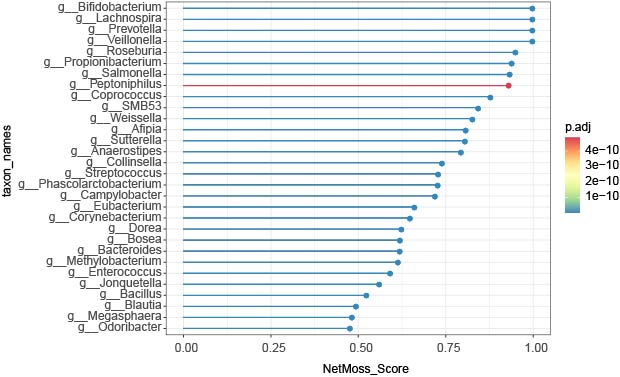 g__Bifidobacterium
g__Lachnospira
g__Prevotella
g__Veillonella
g__Roseburia
g__Propionibacterium
g__Salmonella
g__Peptoniphilus
g__Coprococcus
g__SMB53
g__Weissella
g__Afipia
g__Sutterella
g__Anaerostipes
g__Collinsella
g__Streptococcus
g__Phascolarctobacterium
g__Campylobacter
g__Eubacterium
g__Corynebacterium
g__Dorea
g__Bosea
g__Bacteroides
g__Methylobacterium
g__Enterococcus
g__Jonquetella
g__Bacillus
g__Blautia
g__Megasphaera
g__Odoribacter
taxon_names
0.00 0.25 0.50 0.75 1.00
NetMoss_Score
p.adj
4e−10
3e−10
2e−10
1e−10